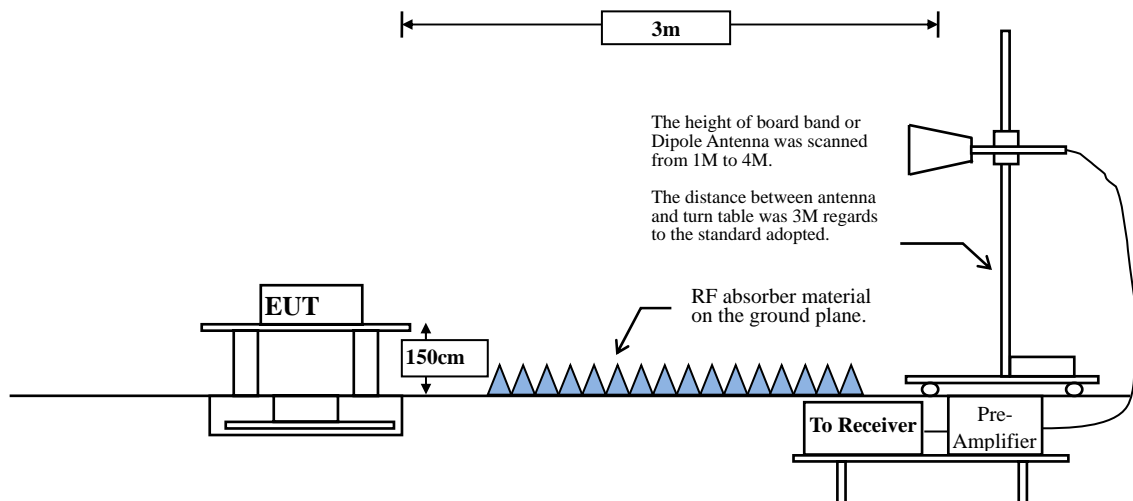 3m
The height of board band or
Dipole Antenna was scanned
from 1M to 4M.
The distance between antenna
and turn table was 3M regards
to the standard adopted.
EUT
RF absorber material
on the ground plane.
150cm
To Receiver
Pre-
Amplifier